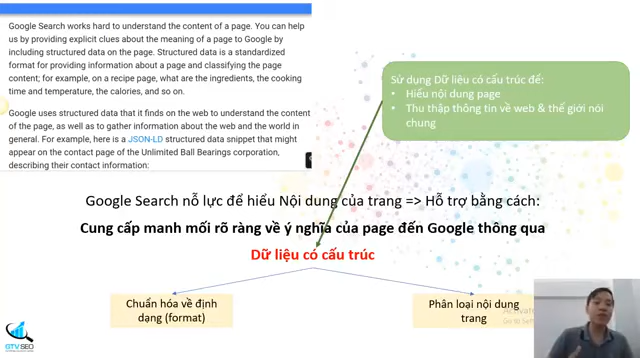 Google Search works hard to understand the content of a page. You can help
us by providing explicit clues about the meaning of a page to Google by
including structured data on the page. Structured data is a standardized
format for providing information about a page and classifying the page
content; for example, on a recipe page, what are the ingredients, the cooking
time and temperature, the calories, and so on.
Google uses structured data that it finds on the web to understand the content
of the page, as well as to gather information about the web and the world in
general. For example, here is a JSON-LD structured data snippet that might
appear on the contact page of the Unlimited Ball Bearings corporation,
describing their contact information:
Sử dụng Dữ liệu có cấu trúc để:
• Hiểu nội dung page
• Thu thập thông tin về web & thế giới nói
chung
Google Search nỗ lực để hiểu Nội dung của trang => Hỗ trợ bằng cách:
Cung cấp manh mối rõ ràng về ý nghĩa của page đến Google thông qua
Dữ liệu có cấu trúc
Chuẩn hóa về định
dạng (format)
Phân loại nội dung
trang
GTV SEO